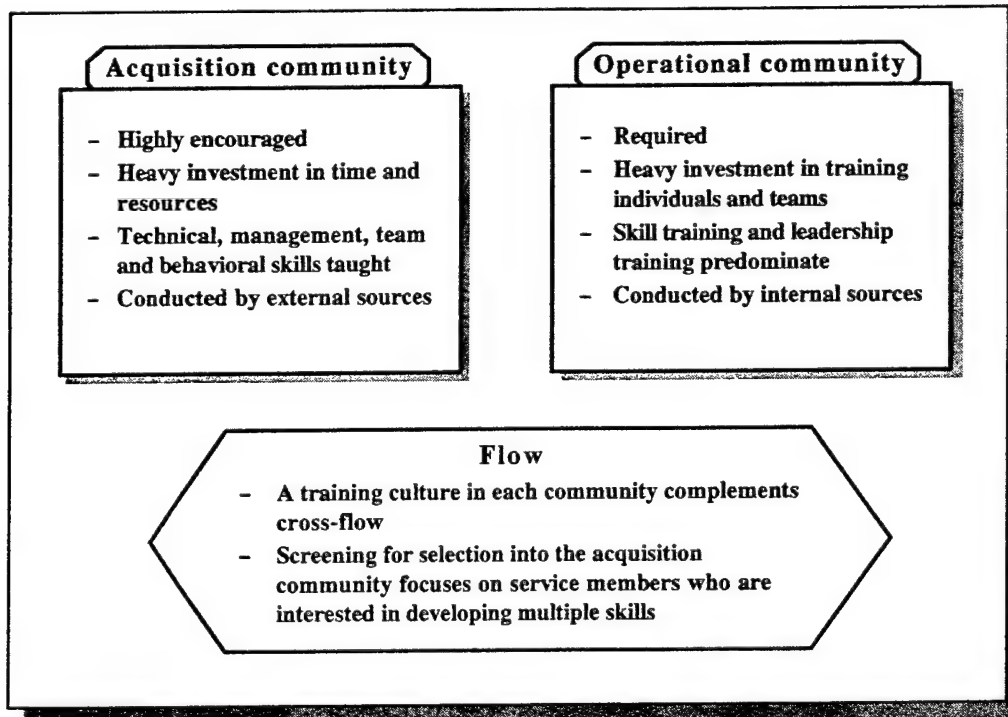 Acquisition community
– Highly encouraged
– Heavy investment in time and
resources
– Technical, management, team
and behavioral skills taught
– Conducted by external sources
Operational community
– Required
– Heavy investment in training
individuals and teams
– Skill training and leadership
training predominate
– Conducted by internal sources
Flow
– A training culture in each community complements
cross-flow
– Screening for selection into the acquisition
community focuses on service members who are
interested in developing multiple skills